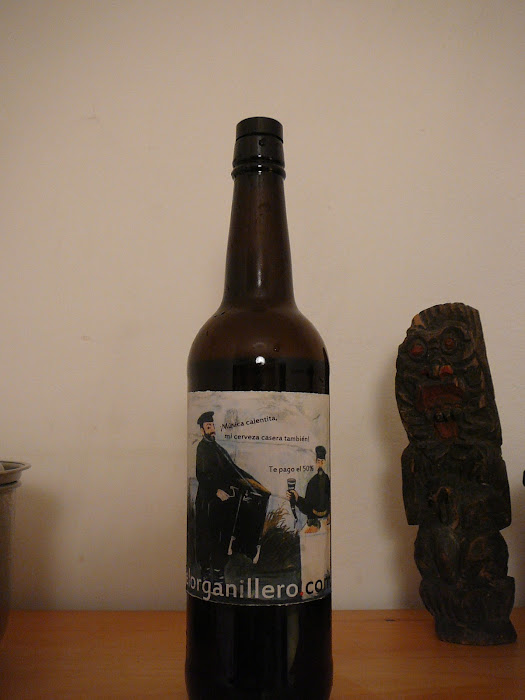 ¡Música calentita,
mi cerveza casera también!
Te pago el 50%
elorganillero.com